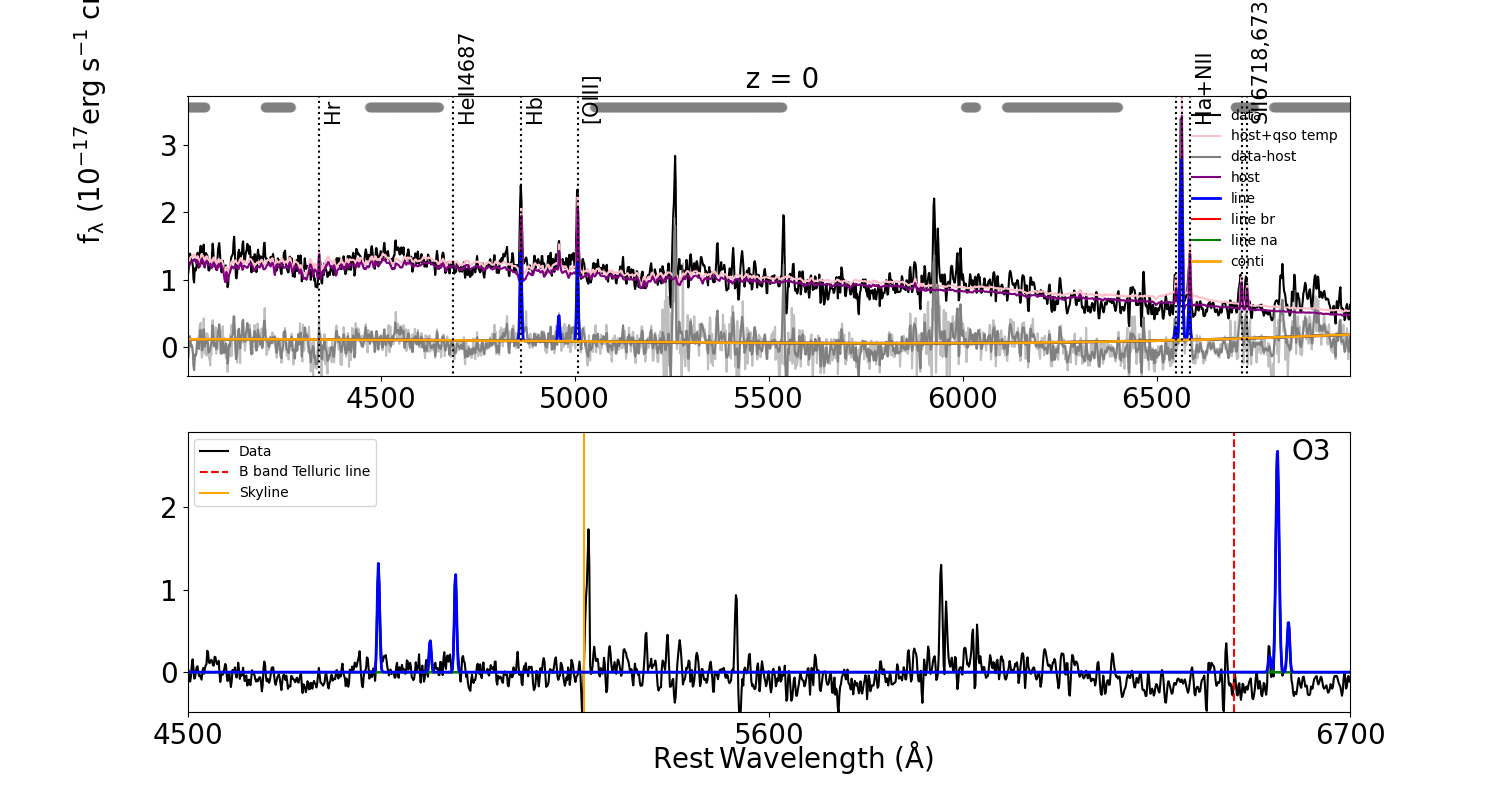 z = 0
Hr
HeII4687
Hb
[OIII]
Ha+NII
SII6718,673
fλ (10⁻¹⁷erg s⁻¹ c
3
2
1
0
data
host+qso temp
data-host
host
line
line br
line na
conti
4500 5000 5500 6000 6500
Data
B band Telluric line
Skyline
O3
2
1
0
4500 5600 6700
Rest Wavelength (Å)